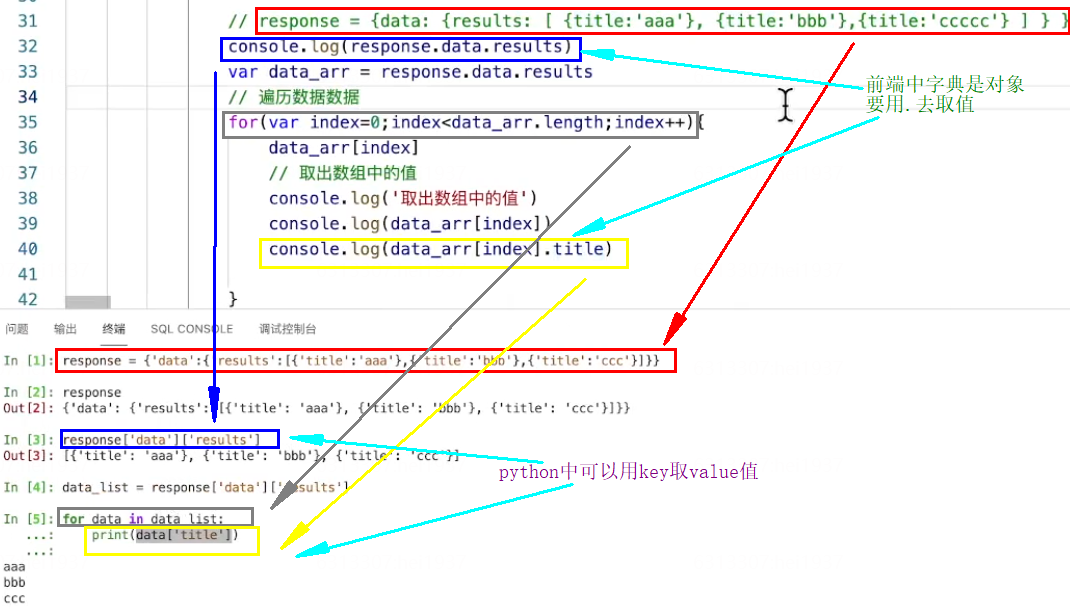 31 // response = {data: {results: [ {title:'aaa'}, {title:'bbb'},{title:'ccccc'} ] } }
32 console.log(response.data.results)
33 var data_arr = response.data.results
前端中字典是对象
34 // 遍历数据数据
要用.去取值
35 for(var index=0;index<data_arr.length;index++){
36 data_arr[index]
37 // 取出数组中的值
38 console.log('取出数组中的值')
39 console.log(data_arr[index])
40 console.log(data_arr[index].title)
41
42 }
问题 输出 终端 SQL CONSOLE 调试控制台
In [1]: response = {'data':{'results':[{'title':'aaa'},{'title':'bbb'},{'title':'ccc'}]}}
In [2]: response
Out[2]: {'data': {'results': [{'title': 'aaa'}, {'title': 'bbb'}, {'title': 'ccc'}]}}
In [3]: response['data']['results']
Out[3]: [{'title': 'aaa'}, {'title': 'bbb'}, {'title': 'ccc'}]
python中可以用key取value值
In [4]: data_list = response['data']['results']
In [5]: for data in data_list:
...: print(data['title'])
...:
aaa
bbb
ccc